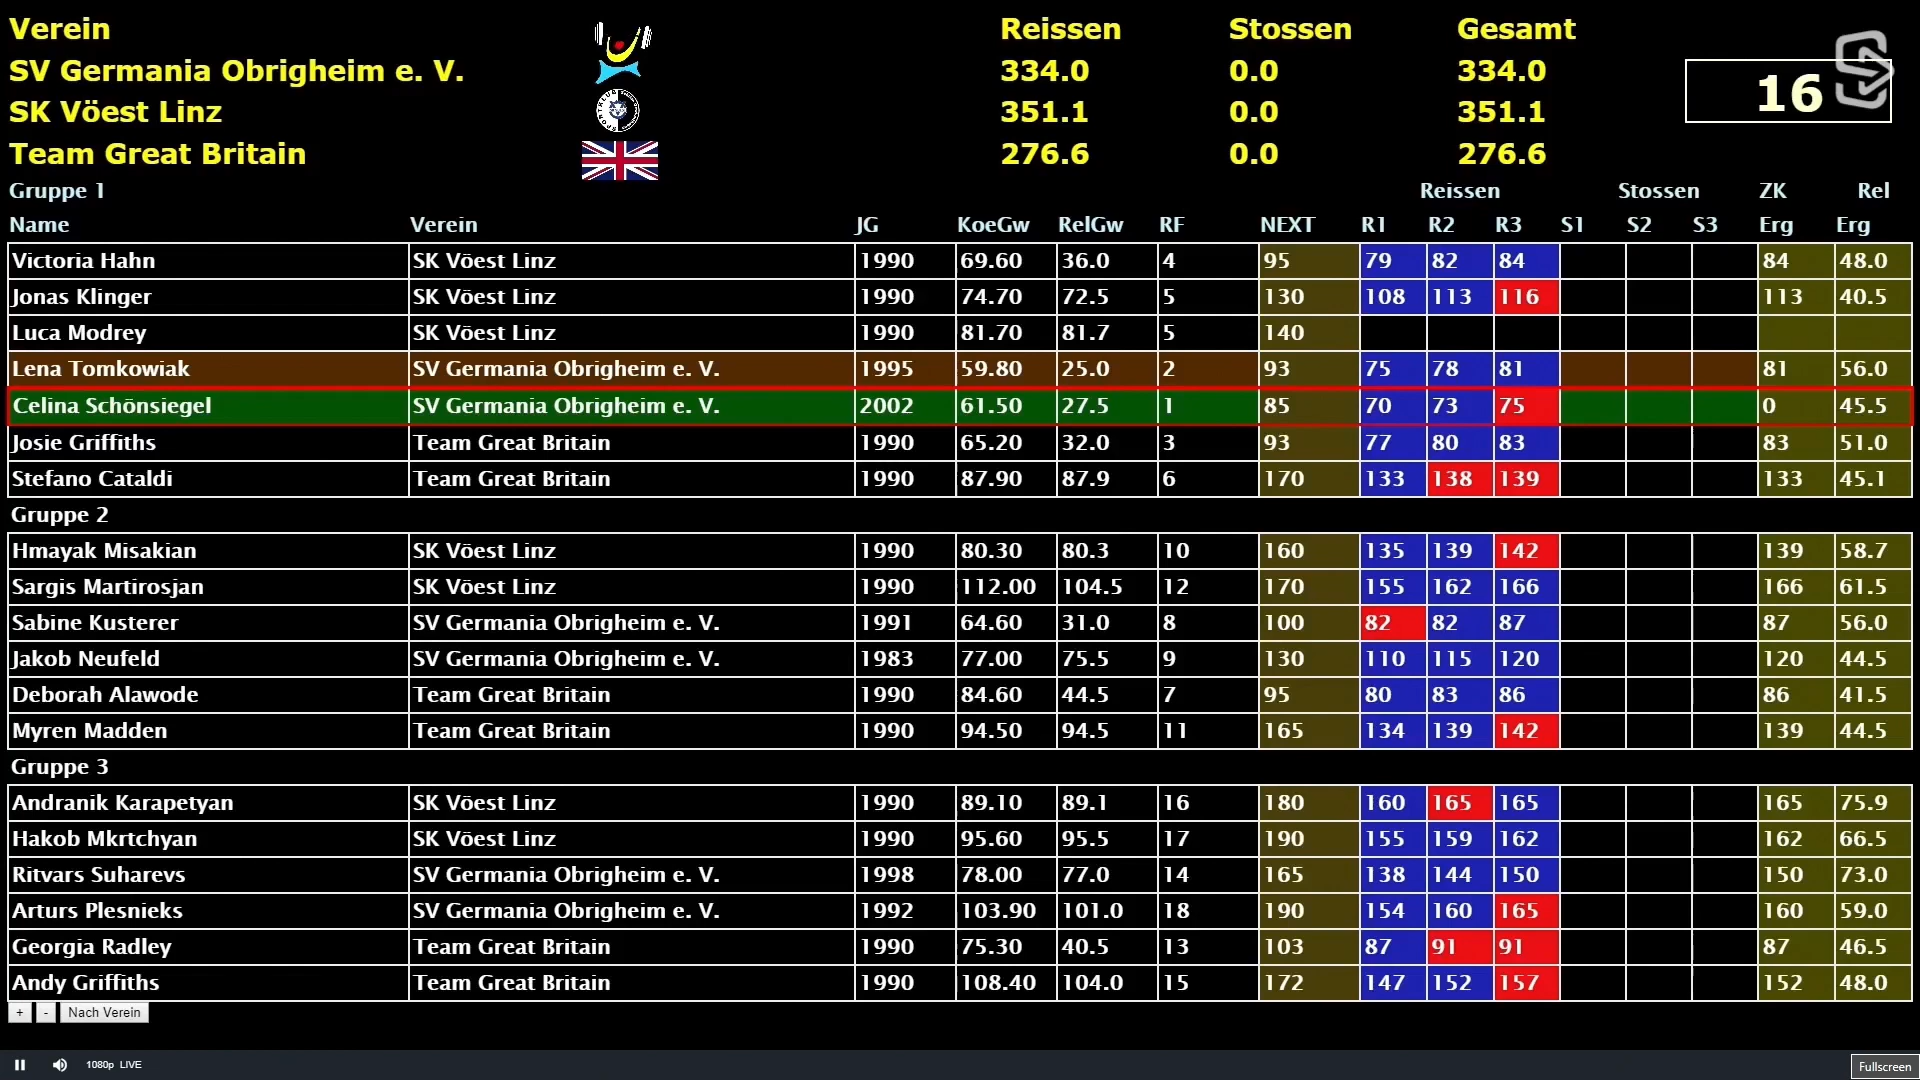 Verein Reissen Stossen Gesamt
SV Germania Obrigheim e. V. 334.0 0.0 334.0
16
SK Vöest Linz 351.1 0.0 351.1
Team Great Britain 276.6 0.0 276.6
Gruppe 1 Reissen Stossen ZK Rel
Name Verein JG KoeGw RelGw RF NEXT R1 R2 R3 S1 S2 S3 Erg Erg
Victoria Hahn SK Vöest Linz 1990 69.60 36.0 4 95 79 82 84 84 48.0
Jonas Klinger SK Vöest Linz 1990 74.70 72.5 5 130 108 113 116 113 40.5
Luca Modrey SK Vöest Linz 1990 81.70 81.7 5 140
Lena Tomkowiak SV Germania Obrigheim e. V. 1995 59.80 25.0 2 93 75 78 81 81 56.0
Celina Schönsiegel SV Germania Obrigheim e. V. 2002 61.50 27.5 1 85 70 73 75 0 45.5
Josie Griffiths Team Great Britain 1990 65.20 32.0 3 93 77 80 83 83 51.0
Stefano Cataldi Team Great Britain 1990 87.90 87.9 6 170 133 138 139 133 45.1
Gruppe 2
Hmayak Misakian SK Vöest Linz 1990 80.30 80.3 10 160 135 139 142 139 58.7
Sargis Martirosjan SK Vöest Linz 1990 112.00 104.5 12 170 155 162 166 166 61.5
Sabine Kusterer SV Germania Obrigheim e. V. 1991 64.60 31.0 8 100 82 82 87 87 56.0
Jakob Neufeld SV Germania Obrigheim e. V. 1983 77.00 75.5 9 130 110 115 120 120 44.5
Deborah Alawode Team Great Britain 1990 84.60 44.5 7 95 80 83 86 86 41.5
Myren Madden Team Great Britain 1990 94.50 94.5 11 165 134 139 142 139 44.5
Gruppe 3
Andranik Karapetyan SK Vöest Linz 1990 89.10 89.1 16 180 160 165 165 165 75.9
Hakob Mkrtchyan SK Vöest Linz 1990 95.60 95.5 17 190 155 159 162 162 66.5
Ritvars Suharevs SV Germania Obrigheim e. V. 1998 78.00 77.0 14 165 138 144 150 150 73.0
Arturs Plesnieks SV Germania Obrigheim e. V. 1992 103.90 101.0 18 190 154 160 165 160 59.0
Georgia Radley Team Great Britain 1990 75.30 40.5 13 103 87 91 91 87 46.5
Andy Griffiths Team Great Britain 1990 108.40 104.0 15 172 147 152 157 152 48.0
+ - Nach Verein
1080p LIVE Fullscreen